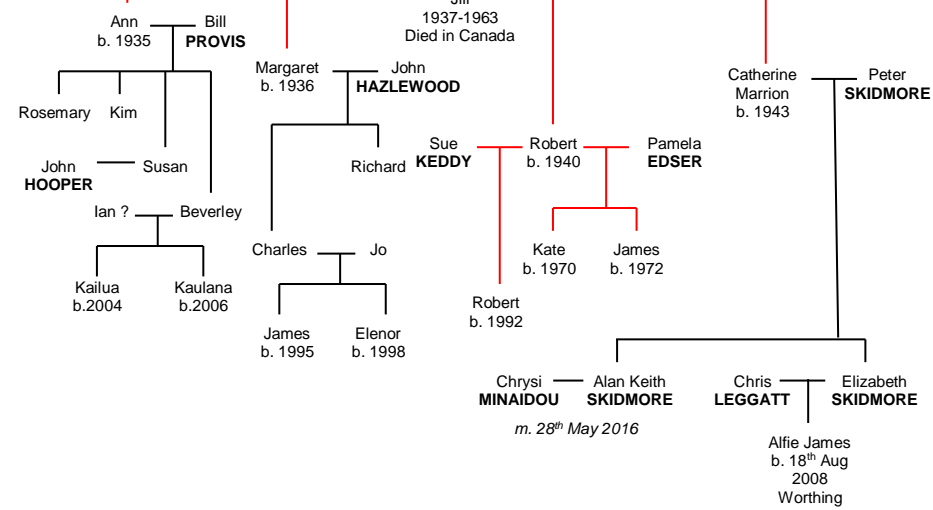 Jill
1937-1963
Died in Canada
Ann
b. 1935
Bill
PROVIS
Margaret
b. 1936
John
HAZLEWOOD
Catherine
Marrion
b. 1943
Peter
SKIDMORE
Rosemary
Kim
Sue
KEDDY
Robert
b. 1940
Pamela
EDSER
John
HOOPER
Susan
Richard
Ian ?
Beverley
Charles
Jo
Kate
b. 1970
James
b. 1972
Kailua
b.2004
Kaulana
b.2006
Robert
b. 1992
James
b. 1995
Elenor
b. 1998
Chrysi
MINAIDOU
Alan Keith
SKIDMORE
m. 28th May 2016
Chris
LEGGATT
Elizabeth
SKIDMORE
Alfie James
b. 18th Aug
2008
Worthing